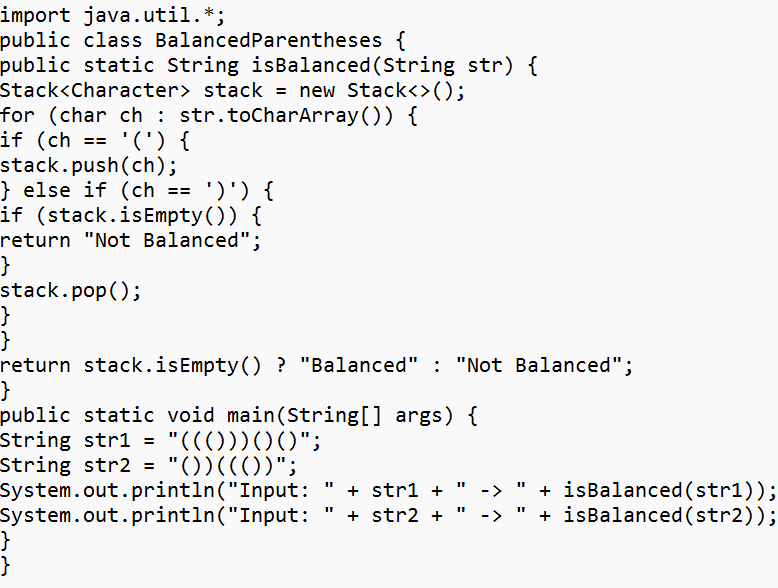 import java.util.*;
public class BalancedParentheses {
public static String isBalanced(String str) {
Stack<Character> stack = new Stack<>();
for (char ch : str.toCharArray()) {
if (ch == '(') {
stack.push(ch);
} else if (ch == ')') {
if (stack.isEmpty()) {
return "Not Balanced";
}
stack.pop();
}
}
return stack.isEmpty() ? "Balanced" : "Not Balanced";
}
public static void main(String[] args) {
String str1 = "((()))()()";
String str2 = "())((())";
System.out.println("Input: " + str1 + " -> " + isBalanced(str1));
System.out.println("Input: " + str2 + " -> " + isBalanced(str2));
}
}